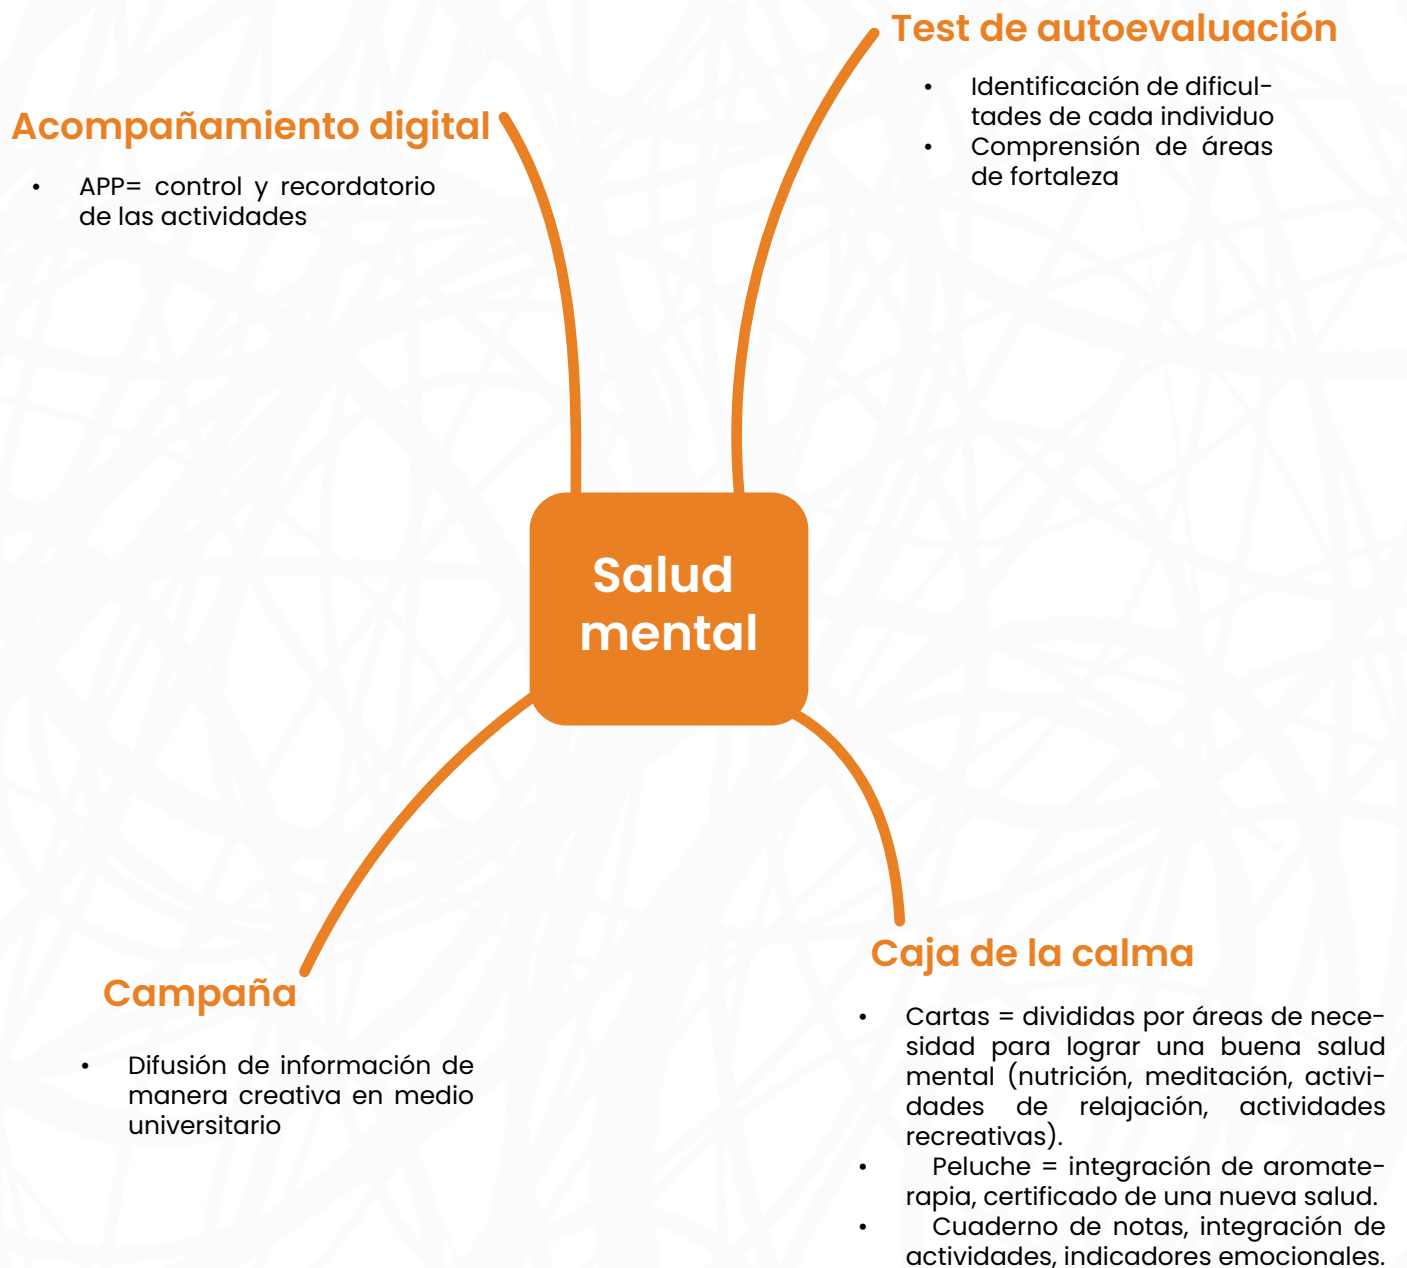 Test de autoevaluación
• Identificación de dificul-
tades de cada individuo
• Comprensión de áreas
de fortaleza
Acompañamiento digital
• APP= control y recordatorio
de las actividades
Salud
mental
Campaña
• Difusión de información de
manera creativa en medio
universitario
Caja de la calma
• Cartas = divididas por áreas de nece-
sidad para lograr una buena salud
mental (nutrición, meditación, activi-
dades de relajación, actividades
recreativas).
• Peluche = integración de aromate-
rapia, certificado de una nueva salud.
• Cuaderno de notas, integración de
actividades, indicadores emocionales.